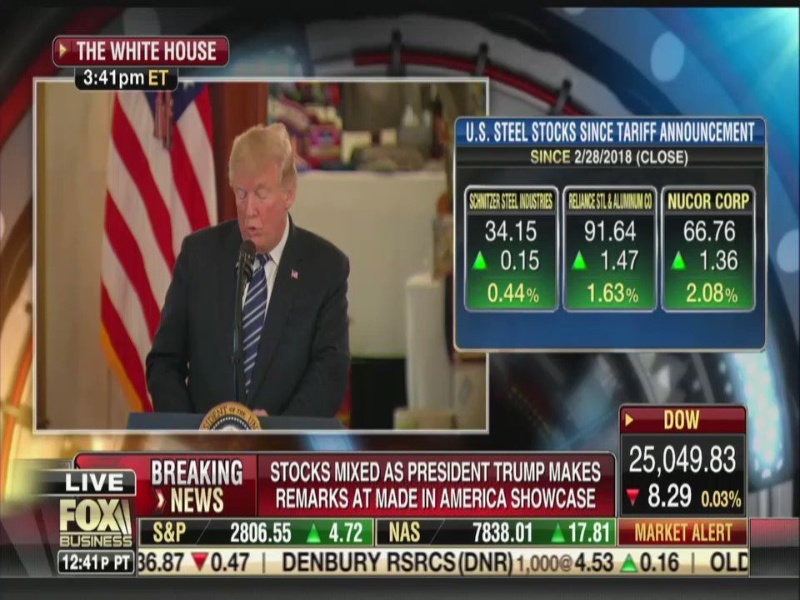 THE WHITE HOUSE
3:41pm ET
U.S. STEEL STOCKS SINCE TARIFF ANNOUNCEMENT
SINCE 2/28/2018 (CLOSE)
SCHNITZER STEEL INDUSTRIES
34.15
0.15
0.44%
RELIANCE STL & ALUMINUM CO
91.64
1.47
1.63%
NUCOR CORP
66.76
1.36
2.08%
DOW
25,049.83
8.29 0.03%
MARKET ALERT
LIVE
FOX
BUSINESS
12:41P PT
BREAKING
NEWS
STOCKS MIXED AS PRESIDENT TRUMP MAKES
REMARKS AT MADE IN AMERICA SHOWCASE
S&P 2806.55 4.72 NAS 7838.01 17.81
36.87 0.47 | DENBURY RSRCS(DNR) 1,000@4.53 0.16 | OLD